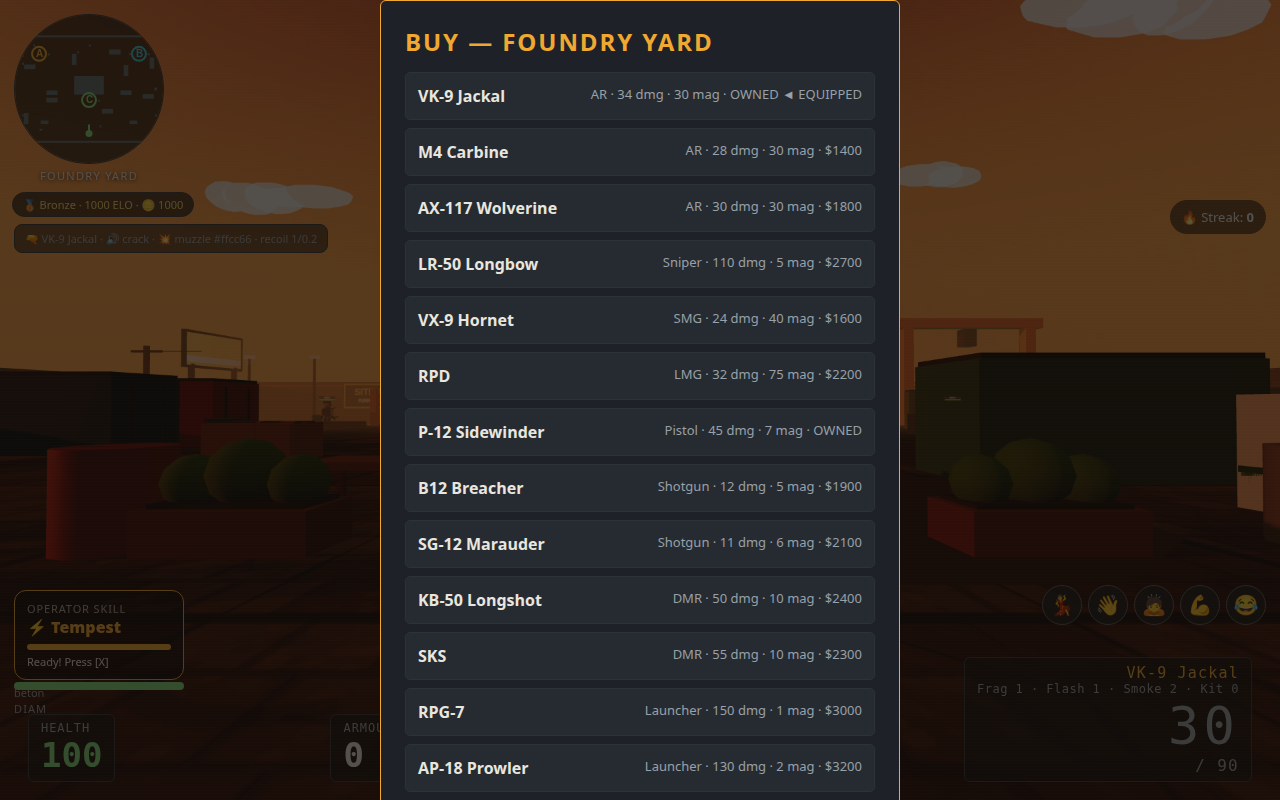 BUY — FOUNDRY YARD
VK-9 Jackal
AR · 34 dmg · 30 mag · OWNED ◄ EQUIPPED
M4 Carbine
AR · 28 dmg · 30 mag · $1400
AX-117 Wolverine
AR · 30 dmg · 30 mag · $1800
LR-50 Longbow
Sniper · 110 dmg · 5 mag · $2700
VX-9 Hornet
SMG · 24 dmg · 40 mag · $1600
RPD
LMG · 32 dmg · 75 mag · $2200
P-12 Sidewinder
Pistol · 45 dmg · 7 mag · OWNED
B12 Breacher
Shotgun · 12 dmg · 5 mag · $1900
SG-12 Marauder
Shotgun · 11 dmg · 6 mag · $2100
KB-50 Longshot
DMR · 50 dmg · 10 mag · $2400
SKS
DMR · 55 dmg · 10 mag · $2300
RPG-7
Launcher · 150 dmg · 1 mag · $3000
AP-18 Prowler
Launcher · 130 dmg · 2 mag · $3200
A
B
C
FOUNDRY YARD
🏅 Bronze · 1000 ELO · 🪙 1000
🔫 VK-9 Jackal · 🔊 crack · 💥 muzzle #ffcc66 · recoil 1/0.2
🔥 Streak: 0
OPERATOR SKILL
⚡ Tempest
Ready! Press [X]
beton
DIAM
HEALTH
100
ARMOU
0
VK-9 Jackal
Frag 1 · Flash 1 · Smoke 2 · Kit 0
30
/ 90